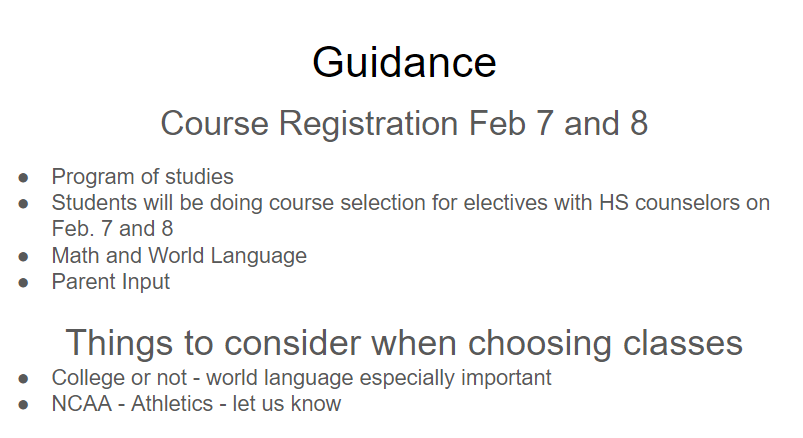 Guidance
Course Registration Feb 7 and 8
● Program of studies
● Students will be doing course selection for electives with HS counselors on
Feb. 7 and 8
● Math and World Language
● Parent Input
Things to consider when choosing classes
● College or not - world language especially important
● NCAA - Athletics - let us know